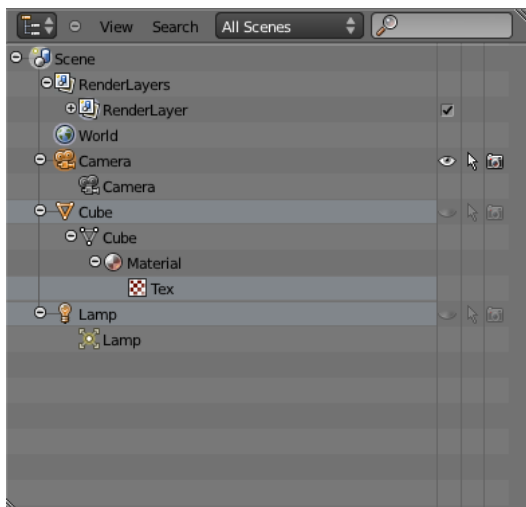 View Search All Scenes
Scene
RenderLayers
RenderLayer
World
Camera
Camera
Cube
Cube
Material
Tex
Lamp
Lamp